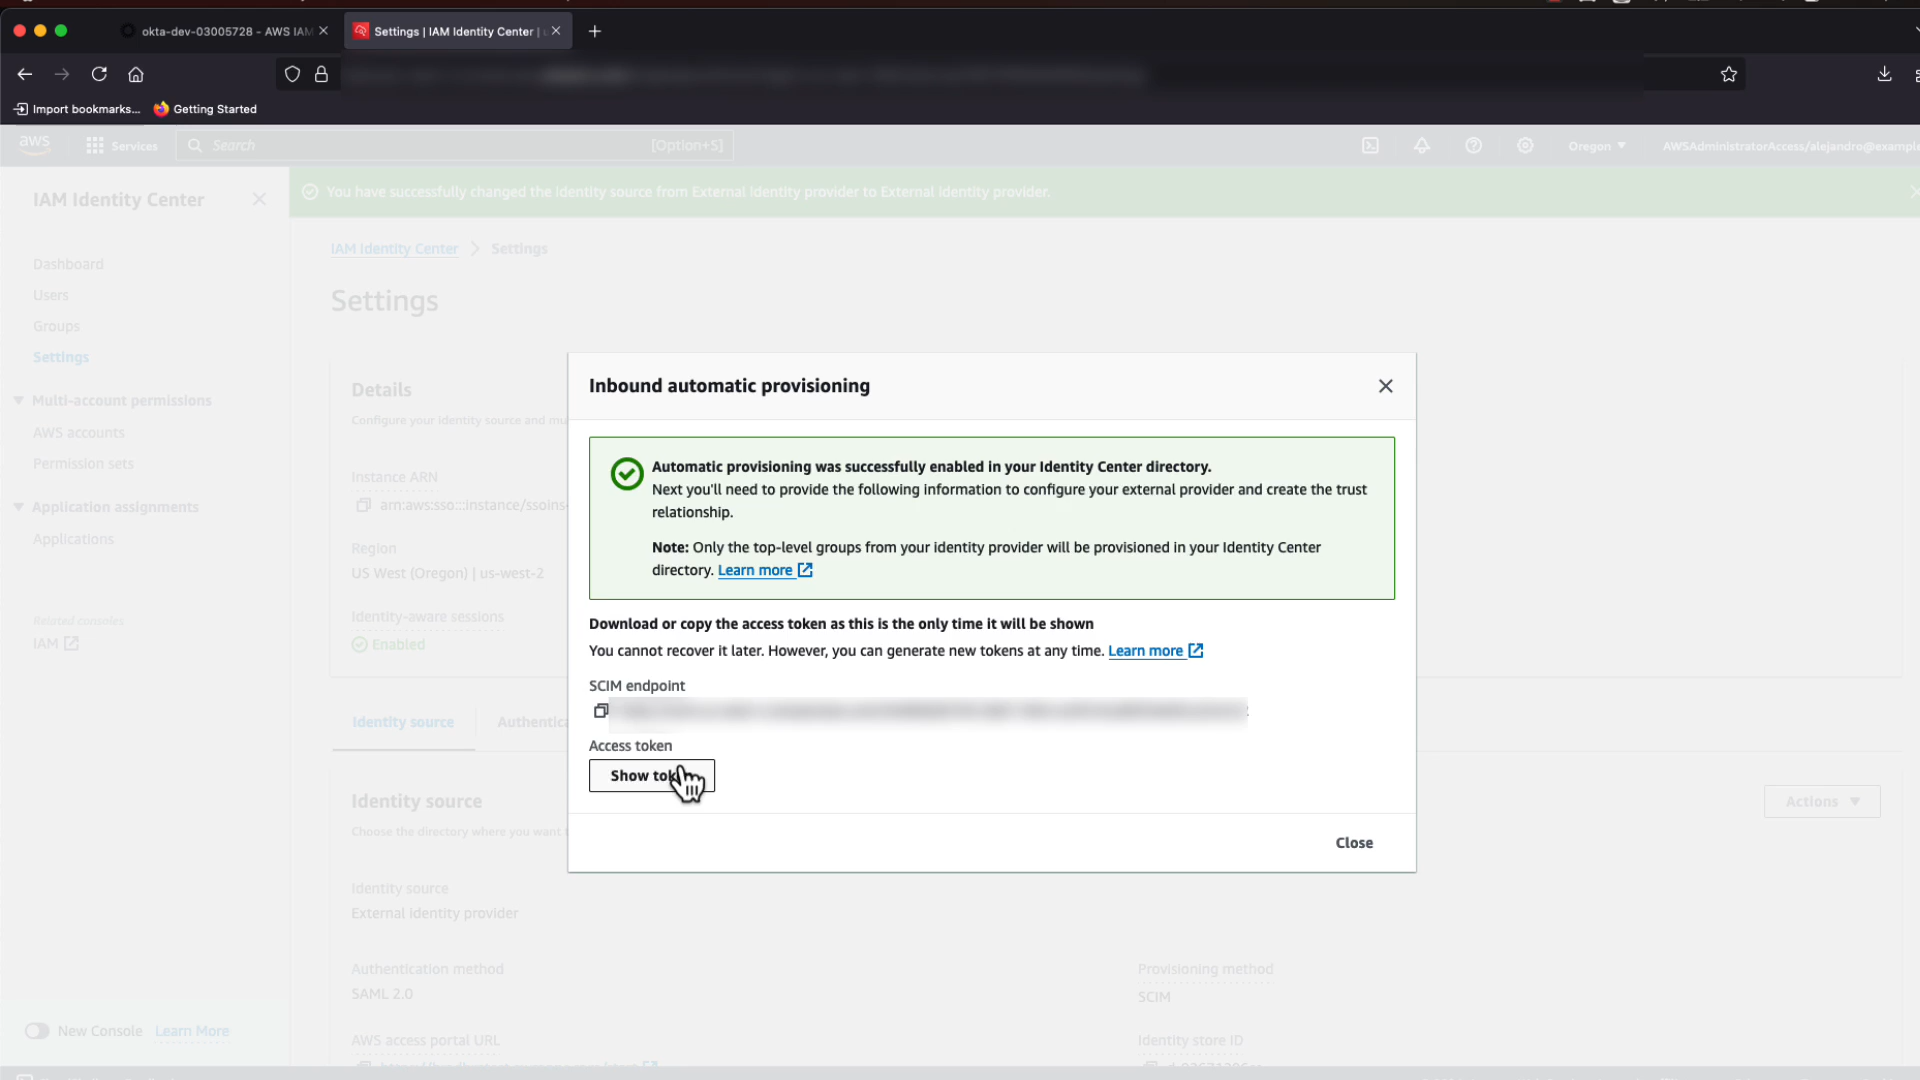 okta-dev-03005728 - AWS IAM
Settings | IAM Identity Center |
Import bookmarks...
Getting Started
aws
Services
Search
[Option+S]
Oregon
AWSAdministratorAccess/alejandro@example
IAM Identity Center
You have successfully changed the identity source from External identity provider to External identity provider.
IAM Identity Center
Settings
Dashboard
Users
Groups
Settings
Multi-account permissions
AWS accounts
Permission sets
Application assignments
Applications
Related consoles
IAM
New Console
Learn More
Settings
Details
Configure your identity source and mu
Instance ARN
arn:aws:sso:::instance/ssoins-
Region
US West (Oregon) | us-west-2
Identity-aware sessions
Enabled
Identity source
Authentica
Identity source
Choose the directory where you want
Actions
Identity source
External identity provider
Authentication method
SAML 2.0
Provisioning method
SCIM
AWS access portal URL
Identity store ID
Inbound automatic provisioning
Automatic provisioning was successfully enabled in your Identity Center directory.
Next you'll need to provide the following information to configure your external provider and create the trust
relationship.
Note: Only the top-level groups from your identity provider will be provisioned in your Identity Center
directory. Learn more
Download or copy the access token as this is the only time it will be shown
You cannot recover it later. However, you can generate new tokens at any time. Learn more
SCIM endpoint
Access token
Show tok
Close